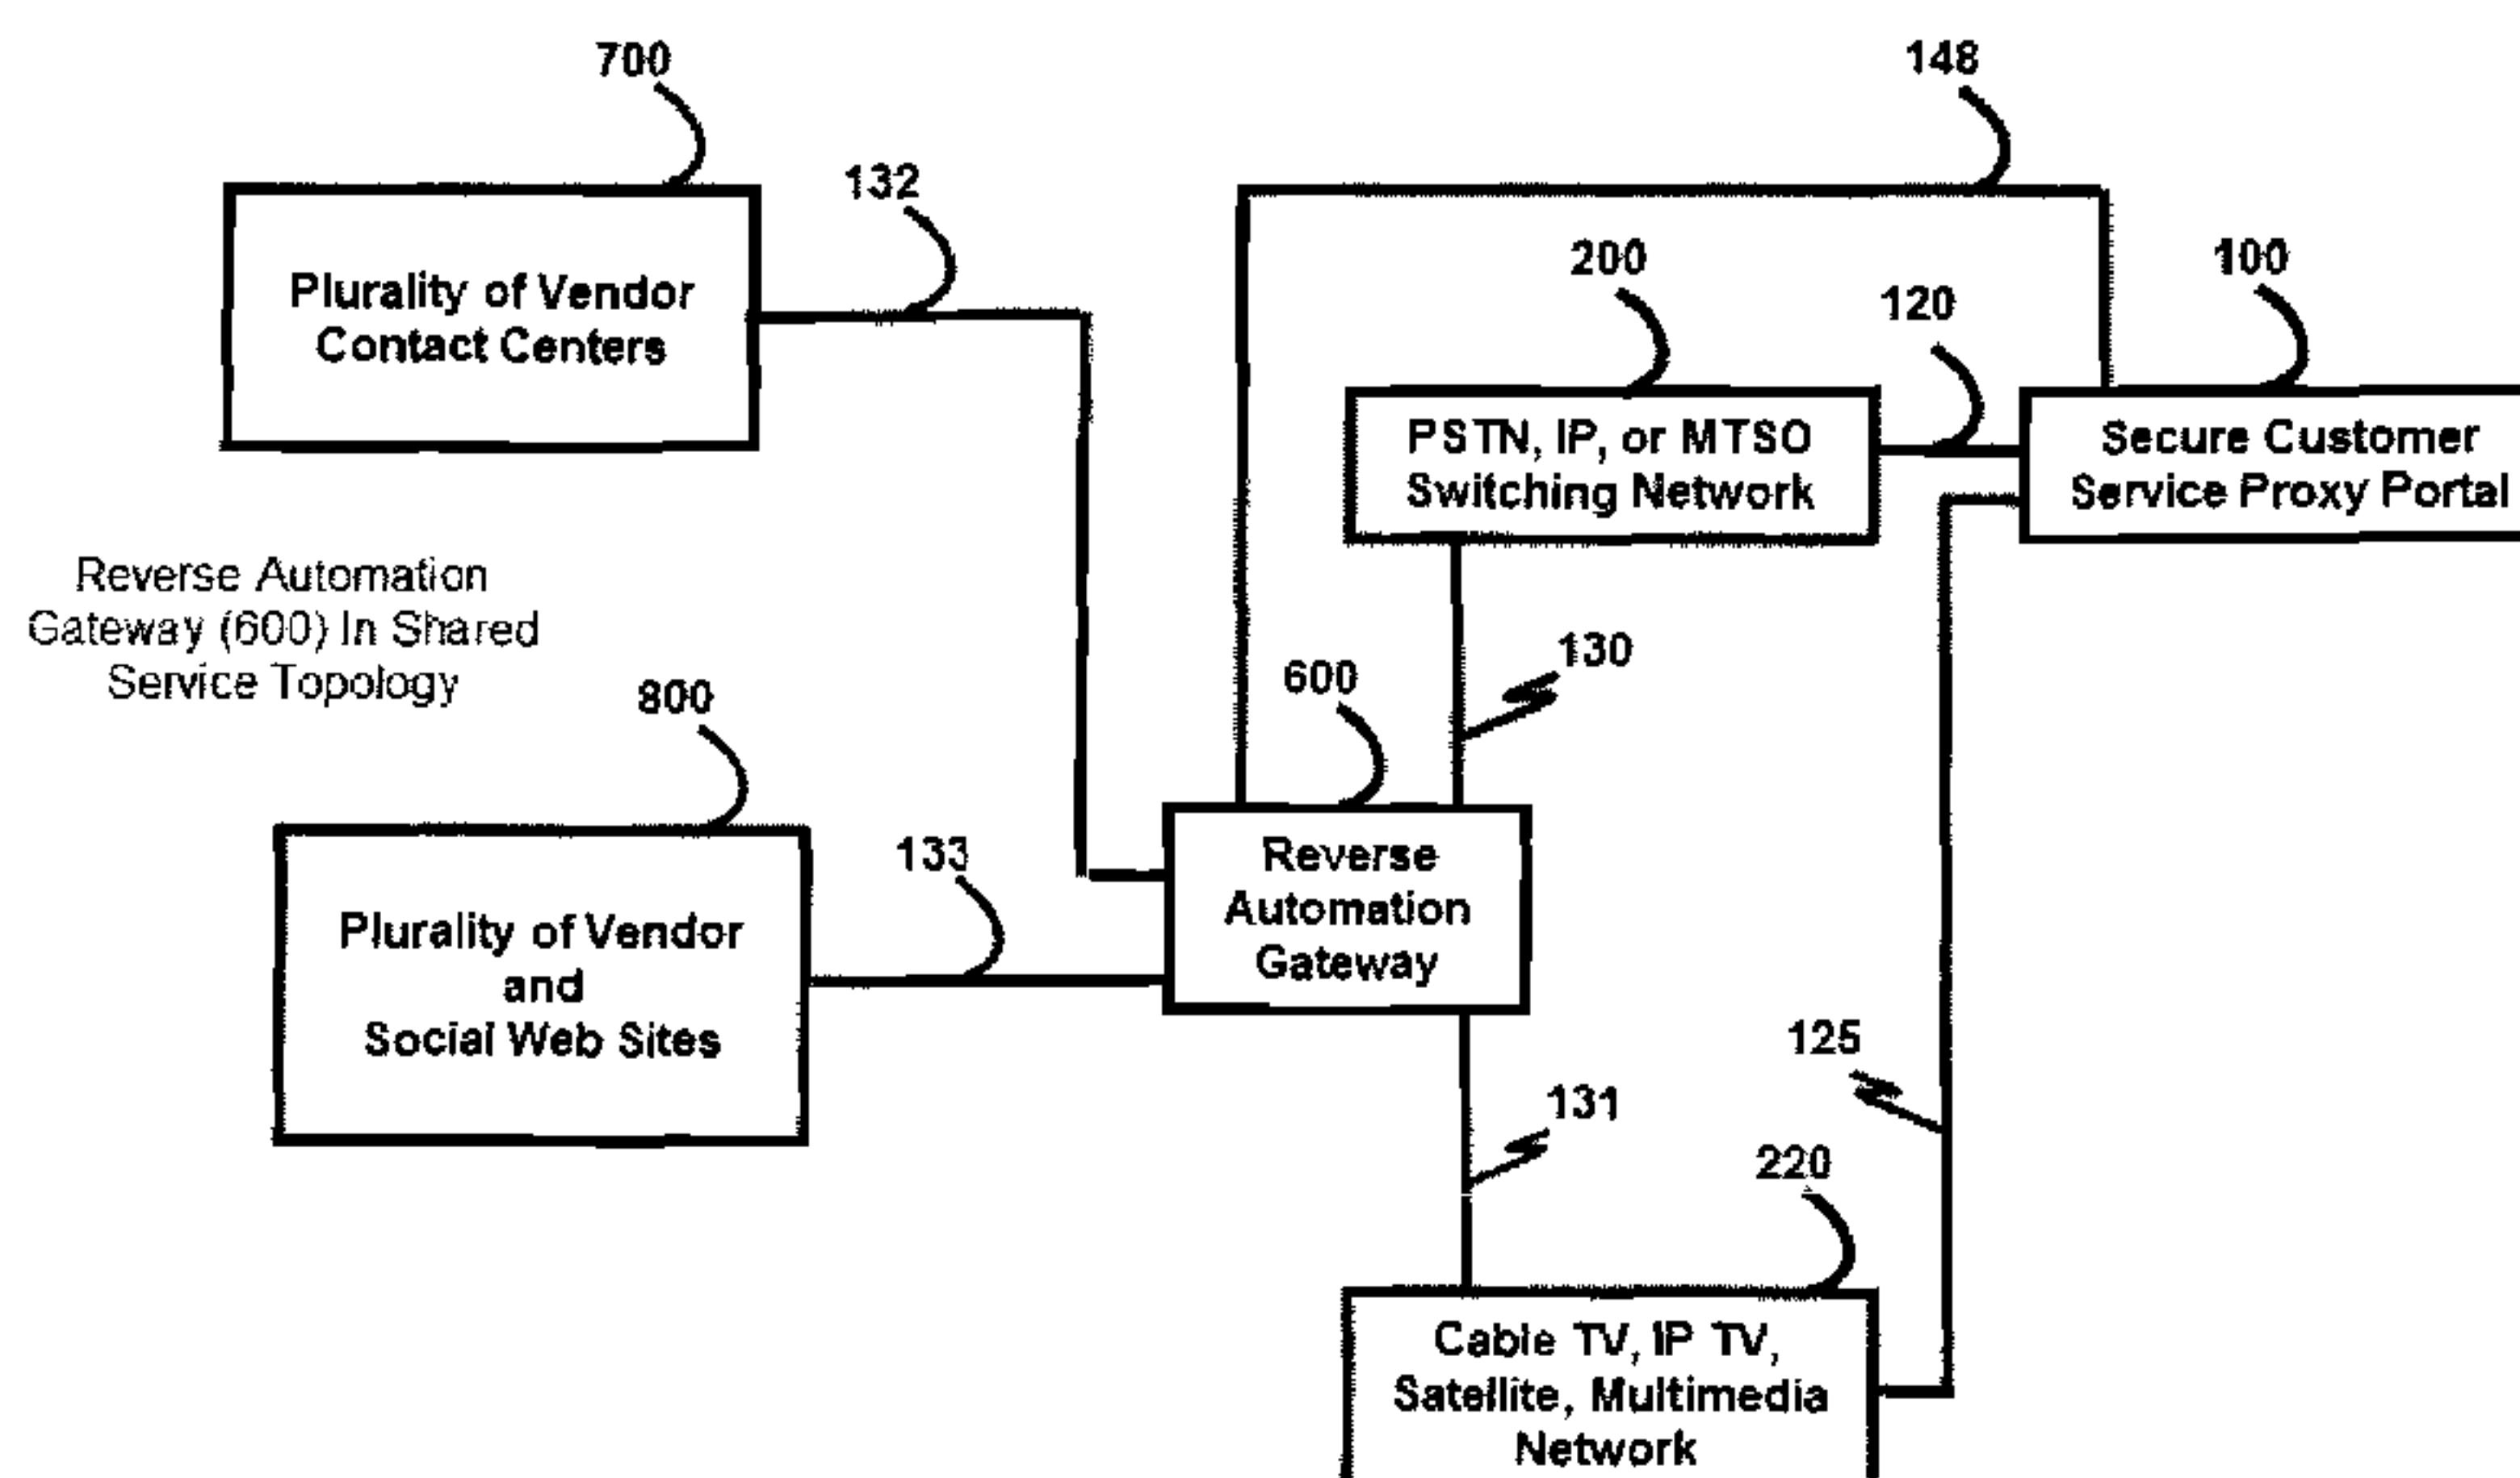 700
148
132
200
100
120
Plurality of Vendor
Contact Centers
PSTN, IP, or MTSO
Switching Network
Secure Customer
Service Proxy Portal
Reverse Automation
Gateway (600) In Shared
Service Topology
130
600
800
133
Reverse
Automation
Gateway
Plurality of Vendor
and
Social Web Sites
125
131
220
Cable TV, IP TV,
Satellite, Multimedia
Network